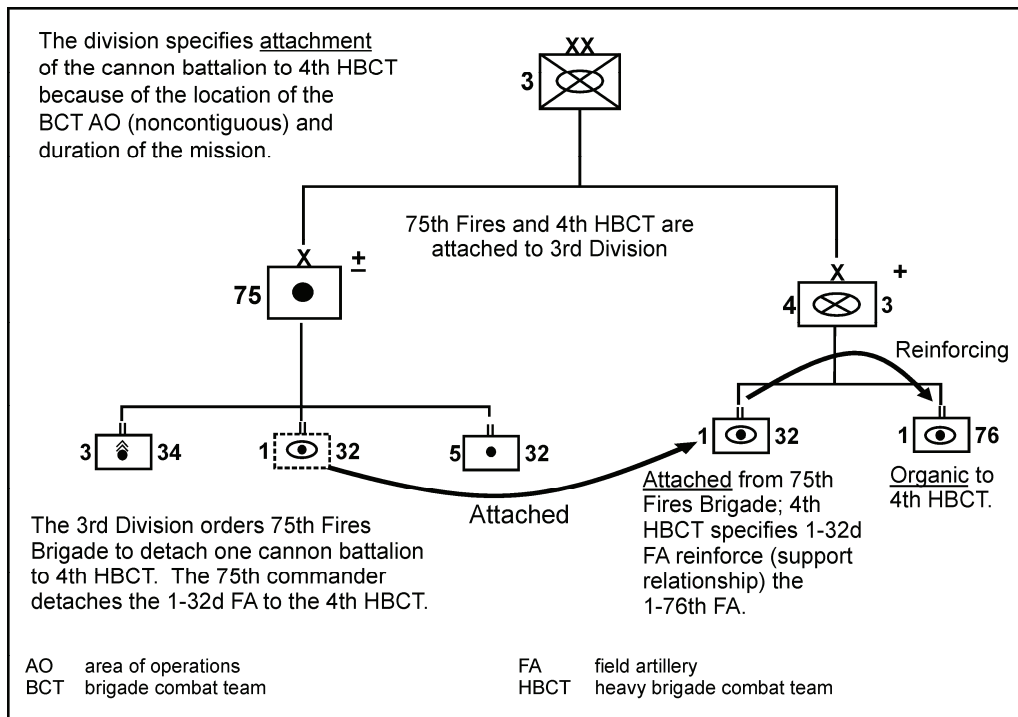 The division specifies attachment
of the cannon battalion to 4th HBCT
because of the location of the
BCT AO (noncontiguous) and
duration of the mission.
XX
3
75th Fires and 4th HBCT are
attached to 3rd Division
X
±
75
X
+
4
3
Reinforcing
II
3
34
II
1
32
II
5
32
II
1
32
II
1
76
Attached
The 3rd Division orders 75th Fires
Brigade to detach one cannon battalion
to 4th HBCT. The 75th commander
detaches the 1-32d FA to the 4th HBCT.
Attached from 75th
Fires Brigade; 4th
HBCT specifies 1-32d
FA reinforce (support
relationship) the
1-76th FA.
Organic to
4th HBCT.
AO area of operations
BCT brigade combat team
FA field artillery
HBCT heavy brigade combat team